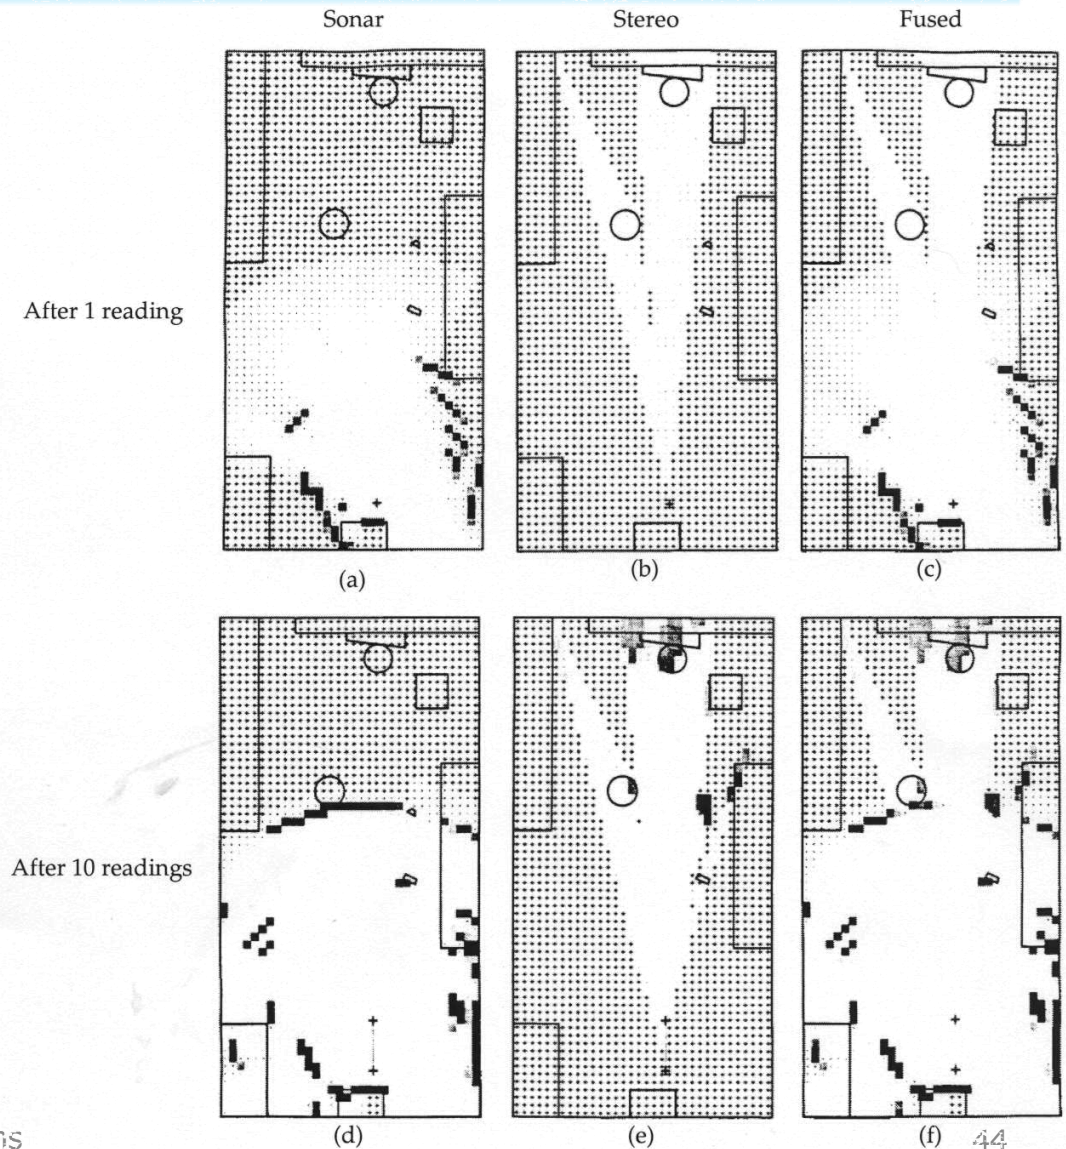 Sonar Stereo Fused
After 1 reading
(a) (b) (c)
After 10 readings
(d) (e) (f)
44